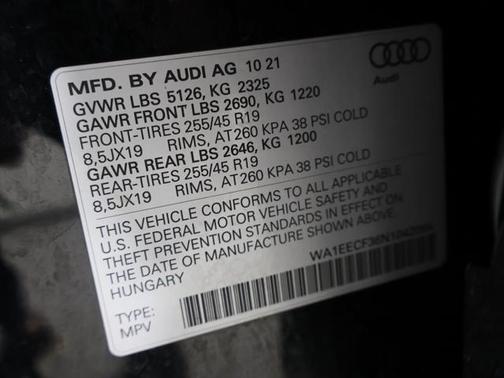 MFD. BY AUDI AG 10 21
GVWR LBS 5126, KG 2325
GAWR FRONT LBS 2690, KG 1220
FRONT-TIRES 255/45 R19
8,5JX19 RIMS, AT260 KPA 38 PSI COLD
GAWR REAR LBS 2646, KG 1200
REAR-TIRES 255/45 R19
8,5JX19 RIMS, AT260 KPA 38 PSI COLD
THIS VEHICLE CONFORMS TO ALL APPLICABLE
U.S. FEDERAL MOTOR VEHICLE SAFETY AND
THEFT PREVENTION STANDARDS IN EFFECT ON
THE DATE OF MANUFACTURE SHOWN ABOVE.
HUNGARY
TYPE:
MPV
Audi